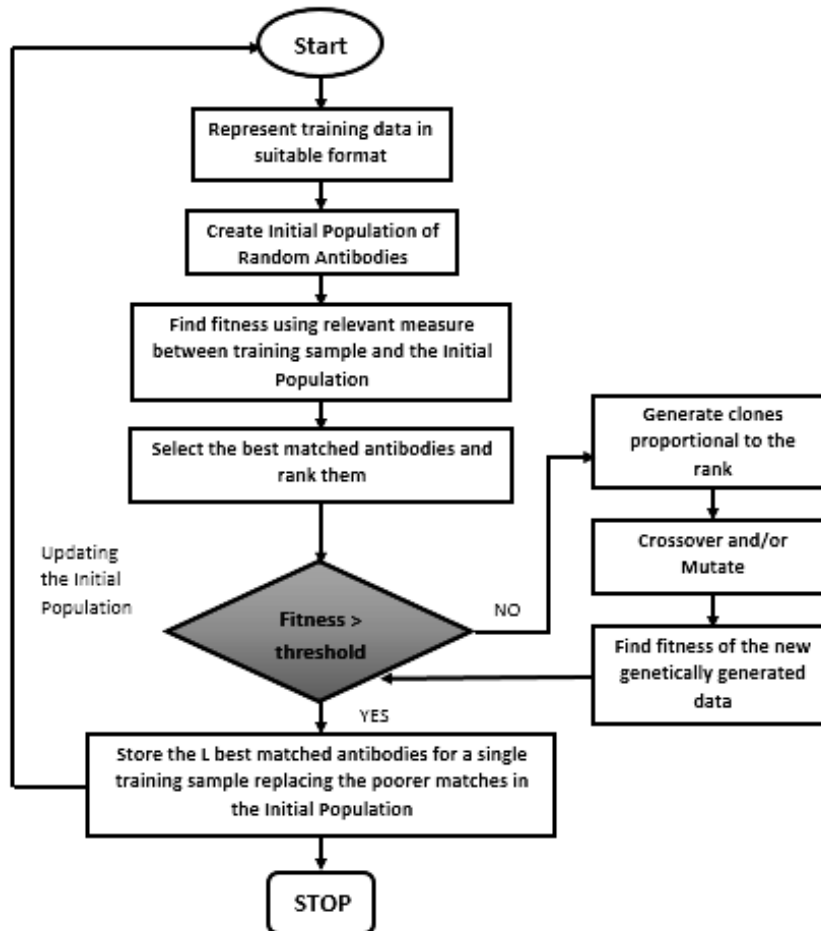 Start
Represent training data in
suitable format
Create Initial Population of
Random Antibodies
Find fitness using relevant measure
between training sample and the Initial
Population
Select the best matched antibodies and
rank them
Generate clones
proportional to the
rank
Crossover and/or
Mutate
Find fitness of the new
genetically generated
data
Updating
the Initial
Population
Fitness >
threshold
NO
YES
Store the L best matched antibodies for a single
training sample replacing the poorer matches in
the Initial Population
STOP